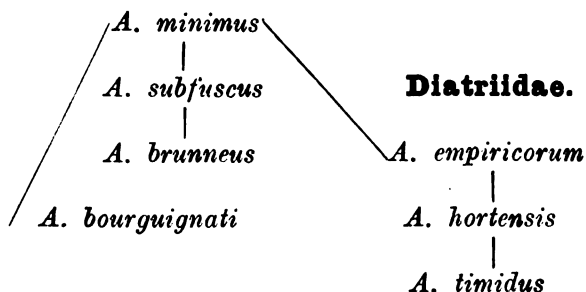 A. minimus
A. subfuscus
Diatriidae.
A. brunneus
A. empiricorum
A. bourguignati
A. hortensis
A. timidus